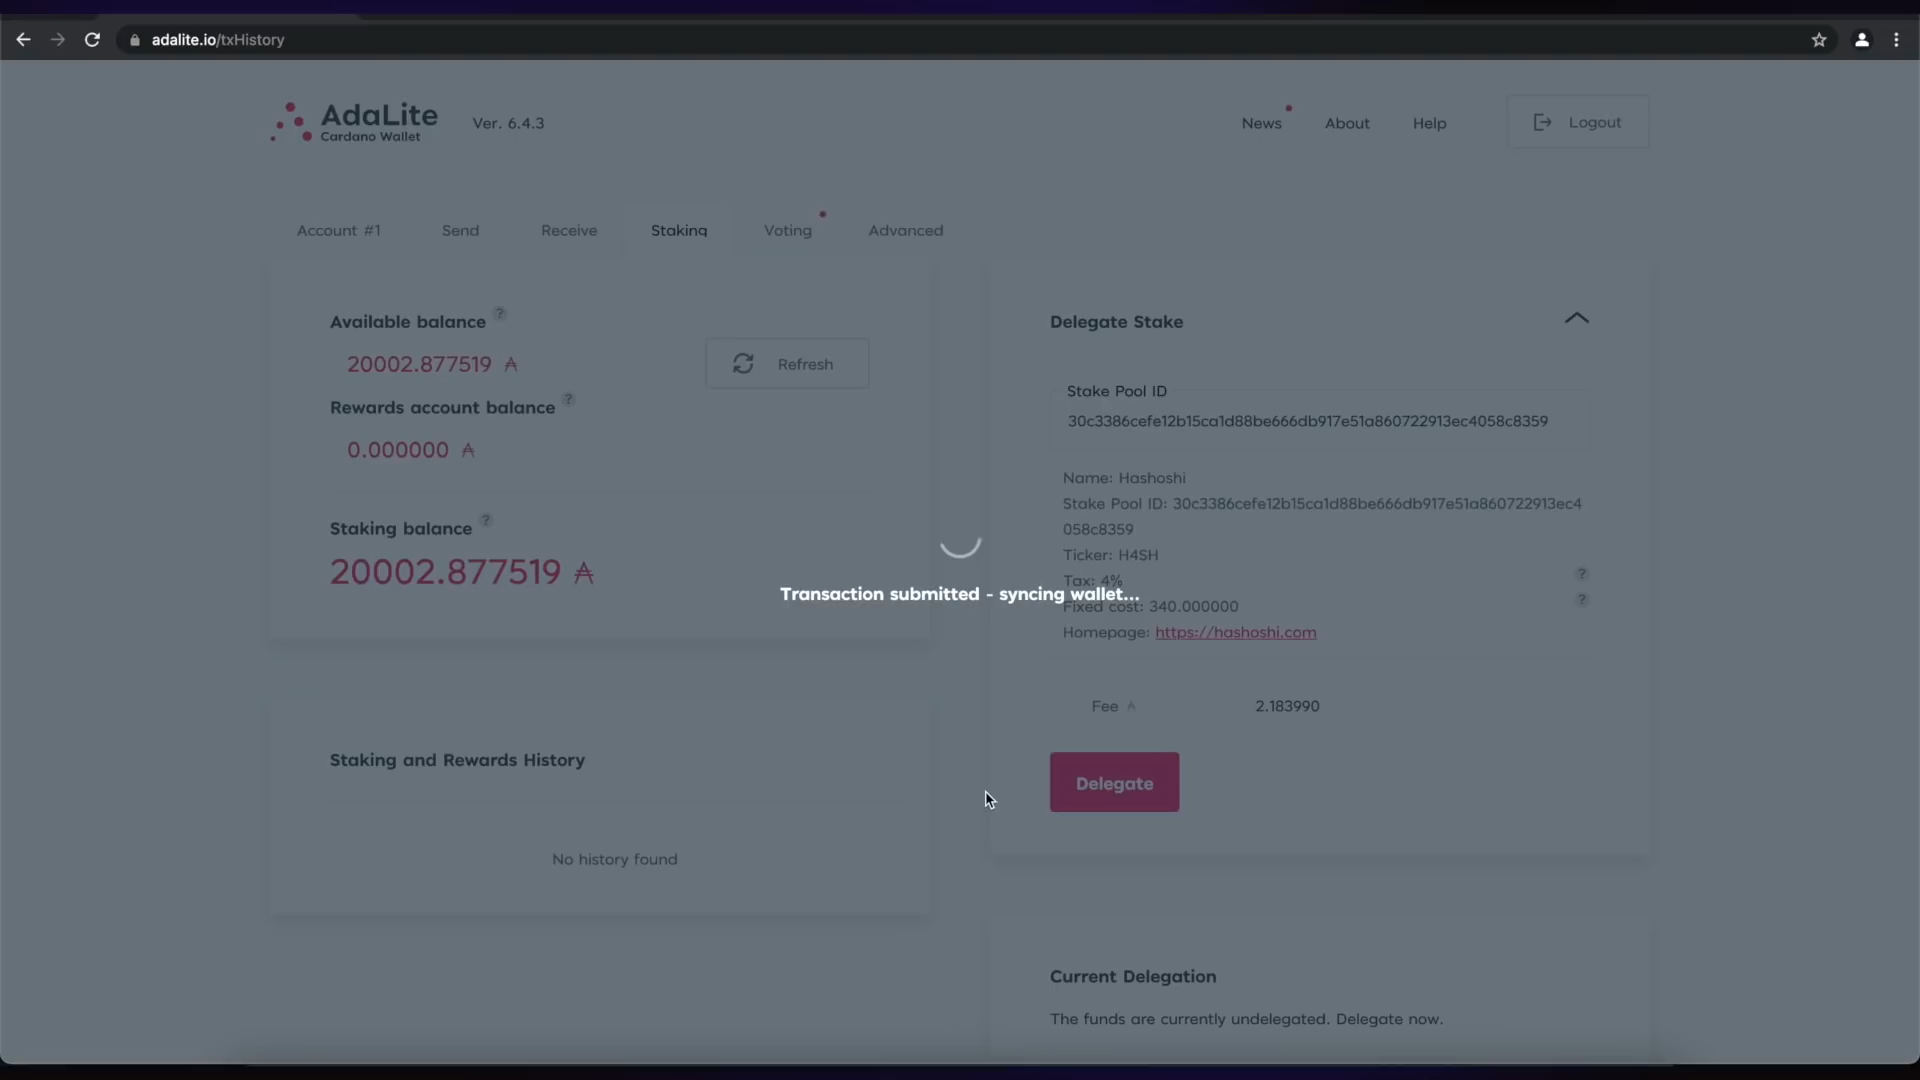 adalite.io/txHistory
AdaLite
Cardano Wallet
Ver. 6.4.3
News
About
Help
Logout
Account #1
Send
Receive
Staking
Voting
Advanced
Available balance ?
20002.877519 ₳
Refresh
Rewards account balance ?
0.000000 ₳
Staking balance ?
20002.877519 ₳
Staking and Rewards History
No history found
Transaction submitted - syncing wallet...
Delegate Stake
Stake Pool ID
30c3386cefe12b15ca1d88be666db917e51a860722913ec4058c8359
Name: Hashoshi
Stake Pool ID: 30c3386cefe12b15ca1d88be666db917e51a860722913ec4
058c8359
Ticker: H4SH
Tax: 4% ?
Fixed cost: 340.000000 ?
Homepage: https://hashoshi.com
Fee ₳ 2.183990
Delegate
Current Delegation
The funds are currently undelegated. Delegate now.